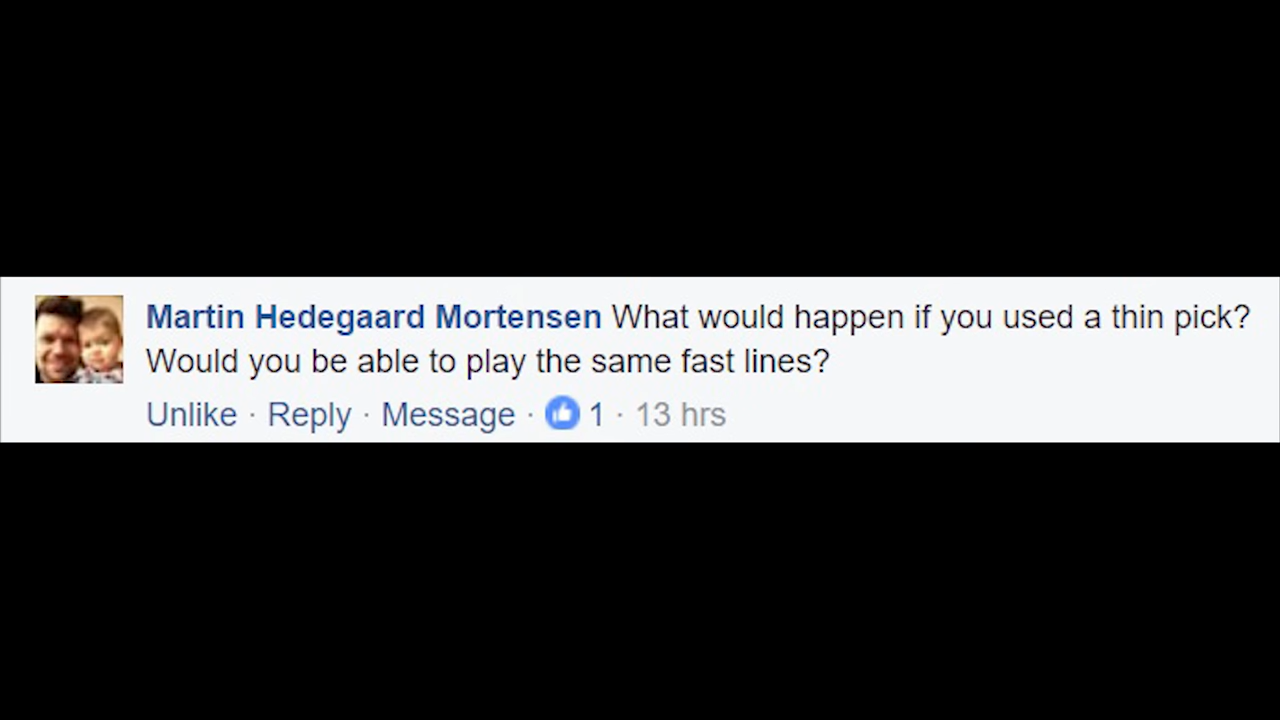 Martin Hedegaard Mortensen What would happen if you used a thin pick?
Would you be able to play the same fast lines?
Unlike · Reply · Message · 1 · 13 hrs